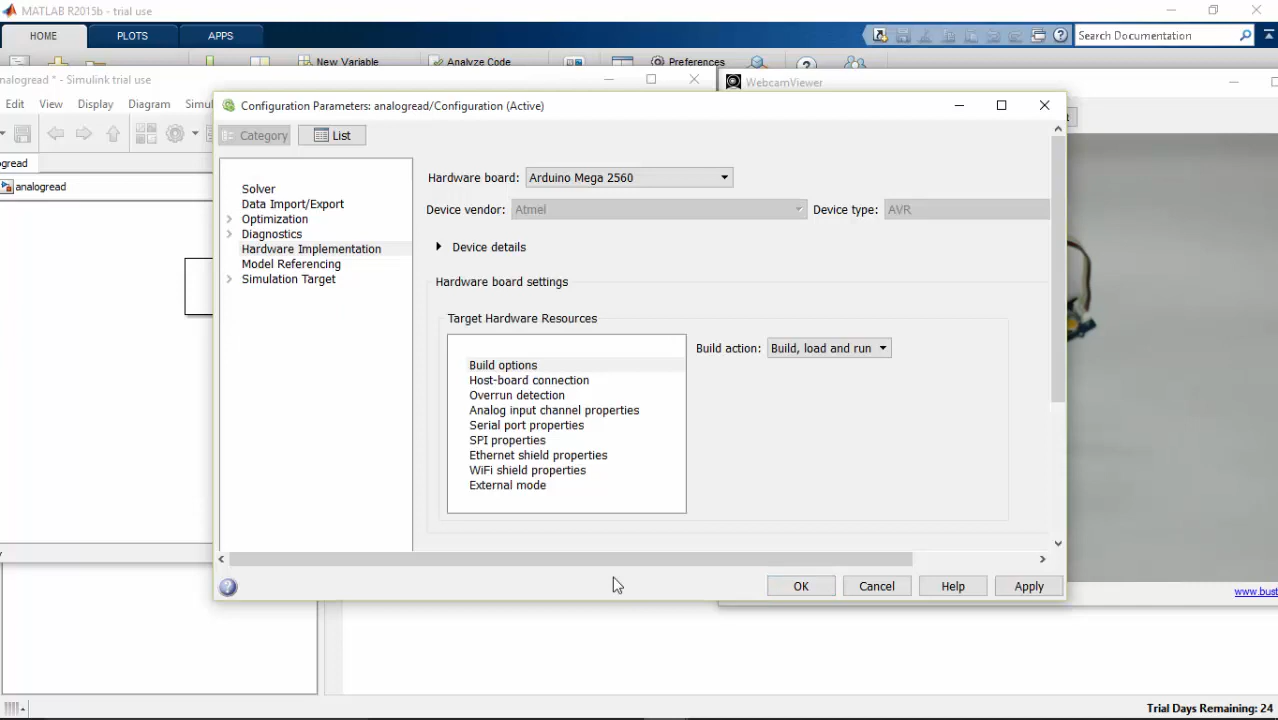 MATLAB R2015b - trial use
HOME PLOTS APPS
Search Documentation
New Variable Analyze Code Preferences
nalogread * - Simulink trial use
WebcamViewer
Edit View Display Diagram Simul
Configuration Parameters: analogread/Configuration (Active)
Category List
ogread
analogread
Solver
Data Import/Export
Optimization
Diagnostics
Hardware Implementation
Model Referencing
Simulation Target
Hardware board: Arduino Mega 2560
Device vendor: Atmel Device type: AVR
Device details
Hardware board settings
Target Hardware Resources
Build options
Host-board connection
Overrun detection
Analog input channel properties
Serial port properties
SPI properties
Ethernet shield properties
WiFi shield properties
External mode
Build action: Build, load and run
OK Cancel Help Apply
www.bust
Trial Days Remaining: 24